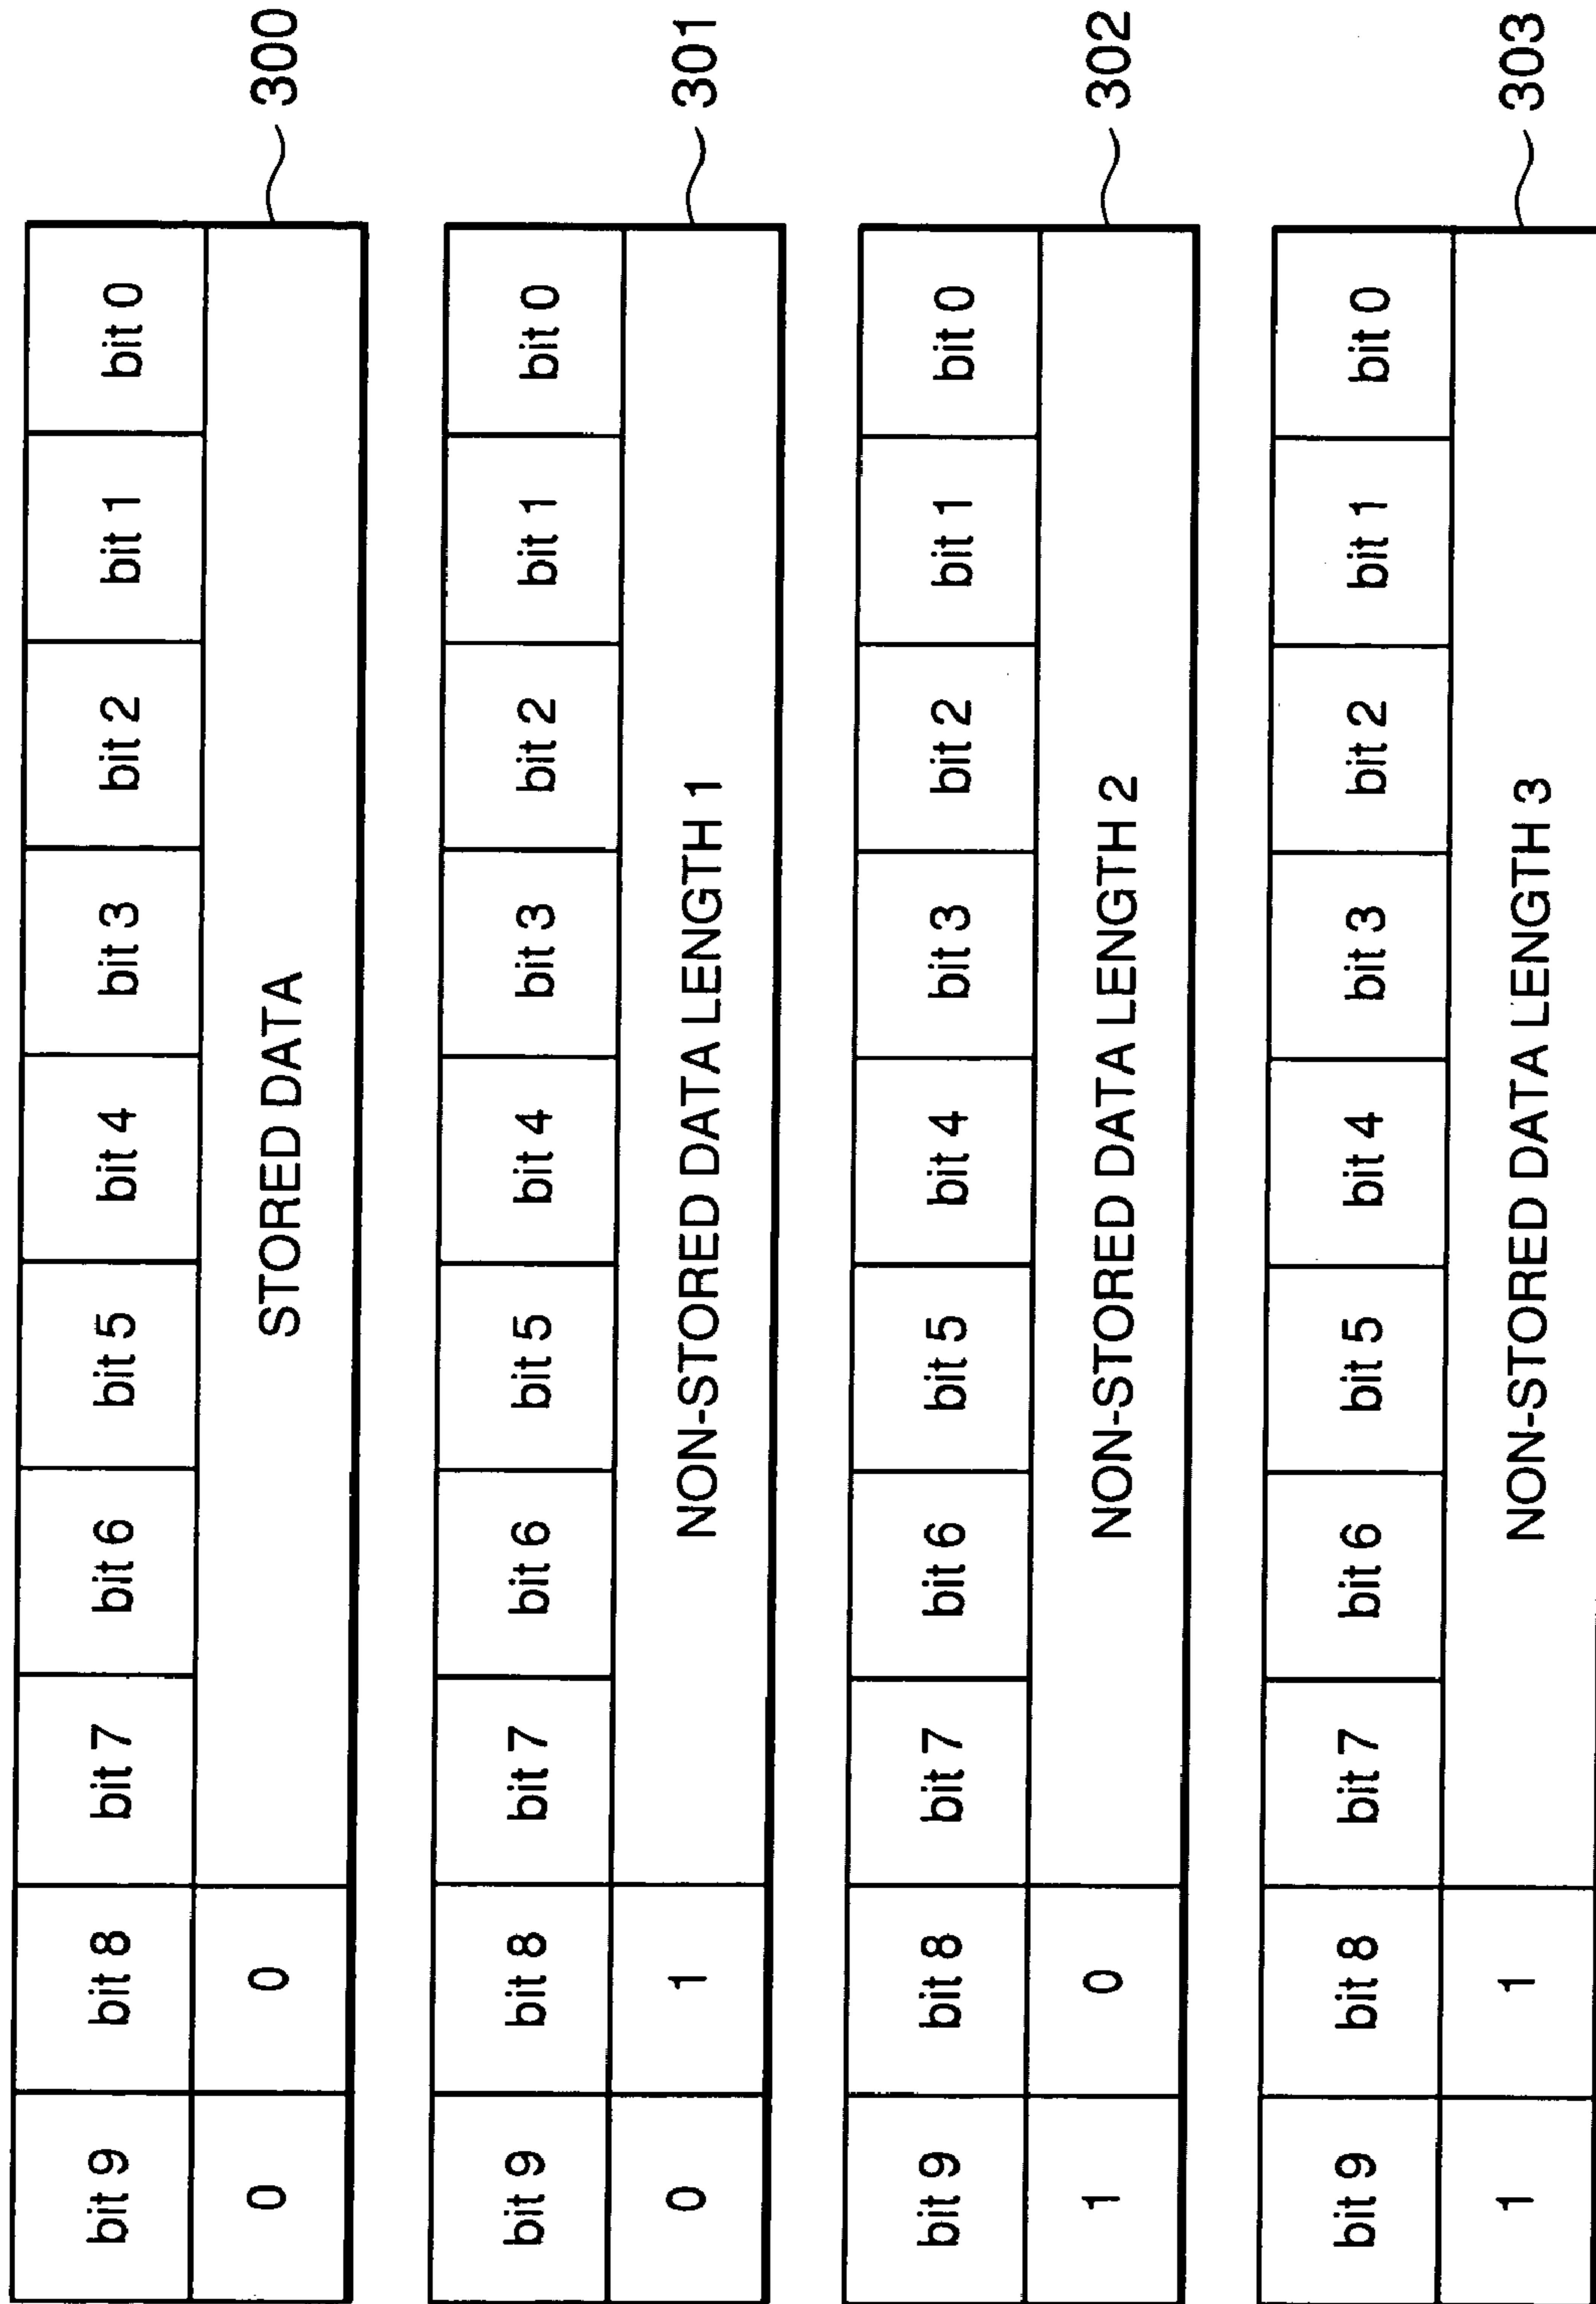 bit 9 bit 8 bit 7 bit 6 bit 5 bit 4 bit 3 bit 2 bit 1 bit 0
0 0 STORED DATA 300
bit 9 bit 8 bit 7 bit 6 bit 5 bit 4 bit 3 bit 2 bit 1 bit 0
0 1 NON-STORED DATA LENGTH 1 301
bit 9 bit 8 bit 7 bit 6 bit 5 bit 4 bit 3 bit 2 bit 1 bit 0
1 0 NON-STORED DATA LENGTH 2 302
bit 9 bit 8 bit 7 bit 6 bit 5 bit 4 bit 3 bit 2 bit 1 bit 0
1 1 NON-STORED DATA LENGTH 3 303